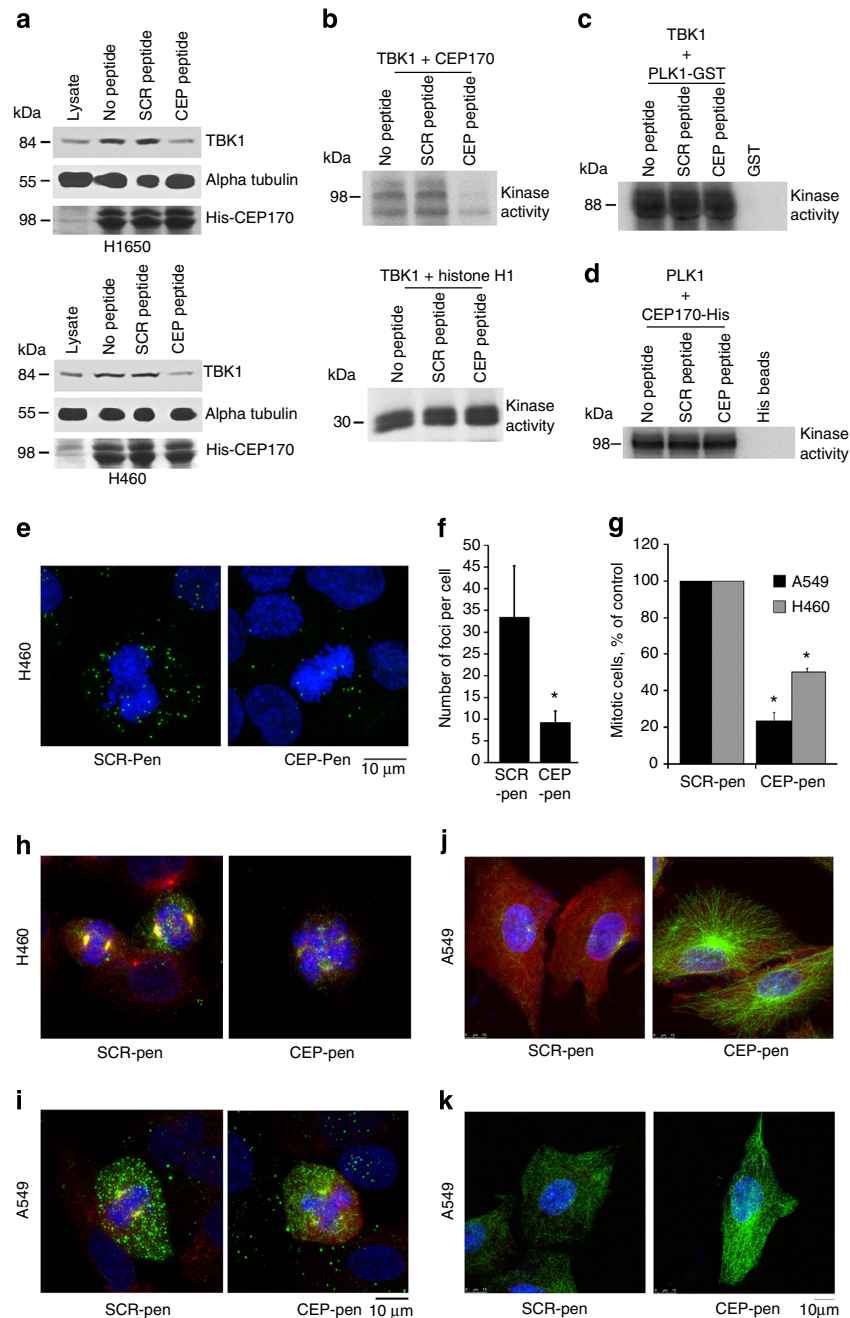 a
kDa
Lysate
No peptide
SCR peptide
CEP peptide
84
TBK1
55
Alpha tubulin
98
His-CEP170
H1650
kDa
Lysate
No peptide
SCR peptide
CEP peptide
84
TBK1
55
Alpha tubulin
98
His-CEP170
H460
b
TBK1 + CEP170
No peptide
SCR peptide
CEP peptide
kDa
98
Kinase
activity
TBK1 + histone H1
No peptide
SCR peptide
CEP peptide
kDa
30
Kinase
activity
c
TBK1
+
PLK1-GST
No peptide
SCR peptide
CEP peptide
GST
kDa
88
Kinase
activity
d
PLK1
+
CEP170-His
No peptide
SCR peptide
CEP peptide
His beads
kDa
98
Kinase
activity
e
H460
SCR-Pen
CEP-Pen
10 μm
f
Number of foci per cell
50
45
40
35
30
25
20
15
10
5
0
*
SCR
-pen
CEP
-pen
g
Mitotic cells, % of control
120
100
80
60
40
20
0
A549
H460
*
*
SCR-pen
CEP-pen
h
H460
SCR-pen
CEP-pen
i
A549
SCR-pen
CEP-pen
10 μm
j
A549
SCR-pen
CEP-pen
k
A549
SCR-pen
CEP-pen
10μm